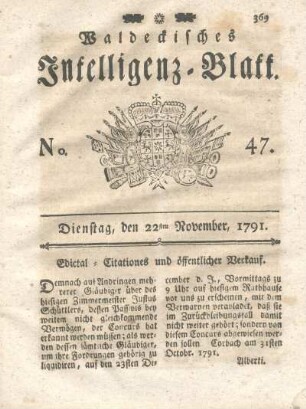 369
Waldeckisches
Intelligenz-Blatt.
No. 47.
Dienstag, den 22ten November, 1791.
Edictal-Citationes und öffentlicher Verkauf.
Demnach auf Andringen meh-
rerer Gläubiger über des
hiesigen Zimmermeister Justus
Schüttlers, dessen Passivis bey
weitem nicht gleichkommende
Vermögen, der Concurs hat
erkannt werden müssen; als wer-
den dessen sämtliche Gläubiger,
um ihre Forderungen gehörig zu
liquidiren, auf den 23sten De-
cember d. J., Vormittags zu
9 Uhr auf hiesigem Rathhause
vor uns zu erscheinen, mit dem
Verwarnen verabladet, daß sie
im Zurückbleibungsfall damit
nicht weiter gehört; sondern von
diesem Concurs abgewiesen wer-
den sollen Corbach am 31sten
Octobr. 1791.
Alberti.